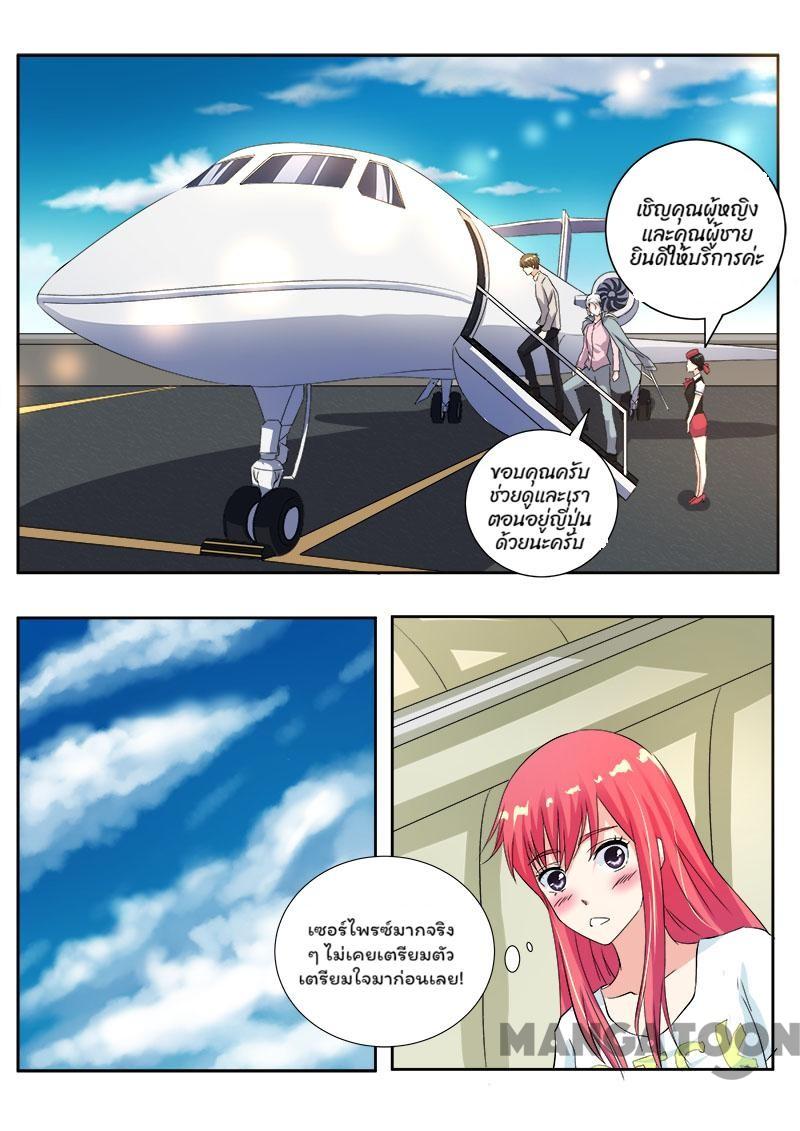 เชิญคุณผู้หญิง
และคุณผู้ชาย
ยินดีให้บริการค่ะ
ขอบคุณครับ
ช่วยดูแลเรา
ตอนอยู่ญี่ปุ่น
ด้วยนะครับ
เซอร์ไพรซ์มากจริง
ๆ ไม่เคยเตรียมตัว
เตรียมใจมาก่อนเลย!
MANGATOON